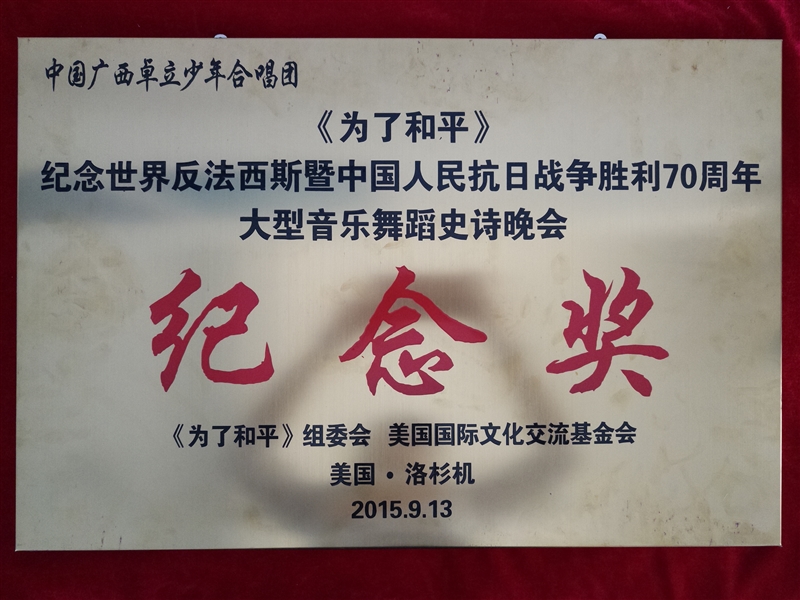 中国广西卓立少年合唱团
《为了和平》
纪念世界反法西斯暨中国人民抗日战争胜利70周年
大型音乐舞蹈史诗晚会
纪念奖
《为了和平》组委会 美国国际文化交流基金会
美国·洛杉机
2015.9.13